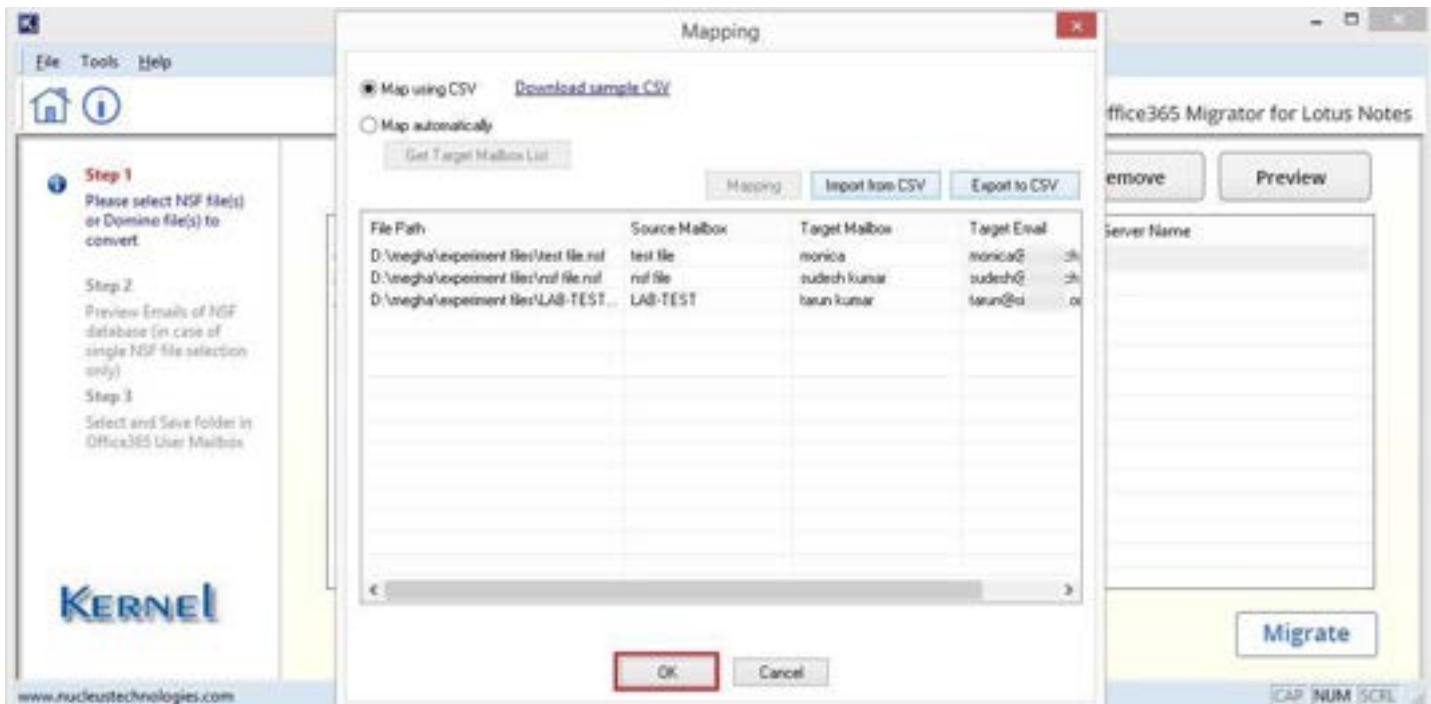 Mapping
File Tools Help
Map using CSV Download sample CSV
Map automatically
Get Target Mailbox List
ffice365 Migrator for Lotus Notes
Step 1
Please select NSF file(s)
or Domino file(s) to
convert
Step 2
Preview Emails of NSF
database (in case of
single NSF file selection
only)
Step 3
Select and Save folder in
Office365 User Mailbox
Mapping Import from CSV Export to CSV
emove Preview
File Path Source Mailbox Target Mailbox Target Email
Server Name
D:\megha\experiment files\test file.nsf test file monica monica@
D:\megha\experiment files\nsf file.nsf nsf file sudesh kumar sudesh@
D:\megha\experiment files\LAB-TEST... LAB-TEST tarun kumar tarun@si
KERNEL
Migrate
OK Cancel
www.nucleustechnologies.com
CAP NUM SCRL